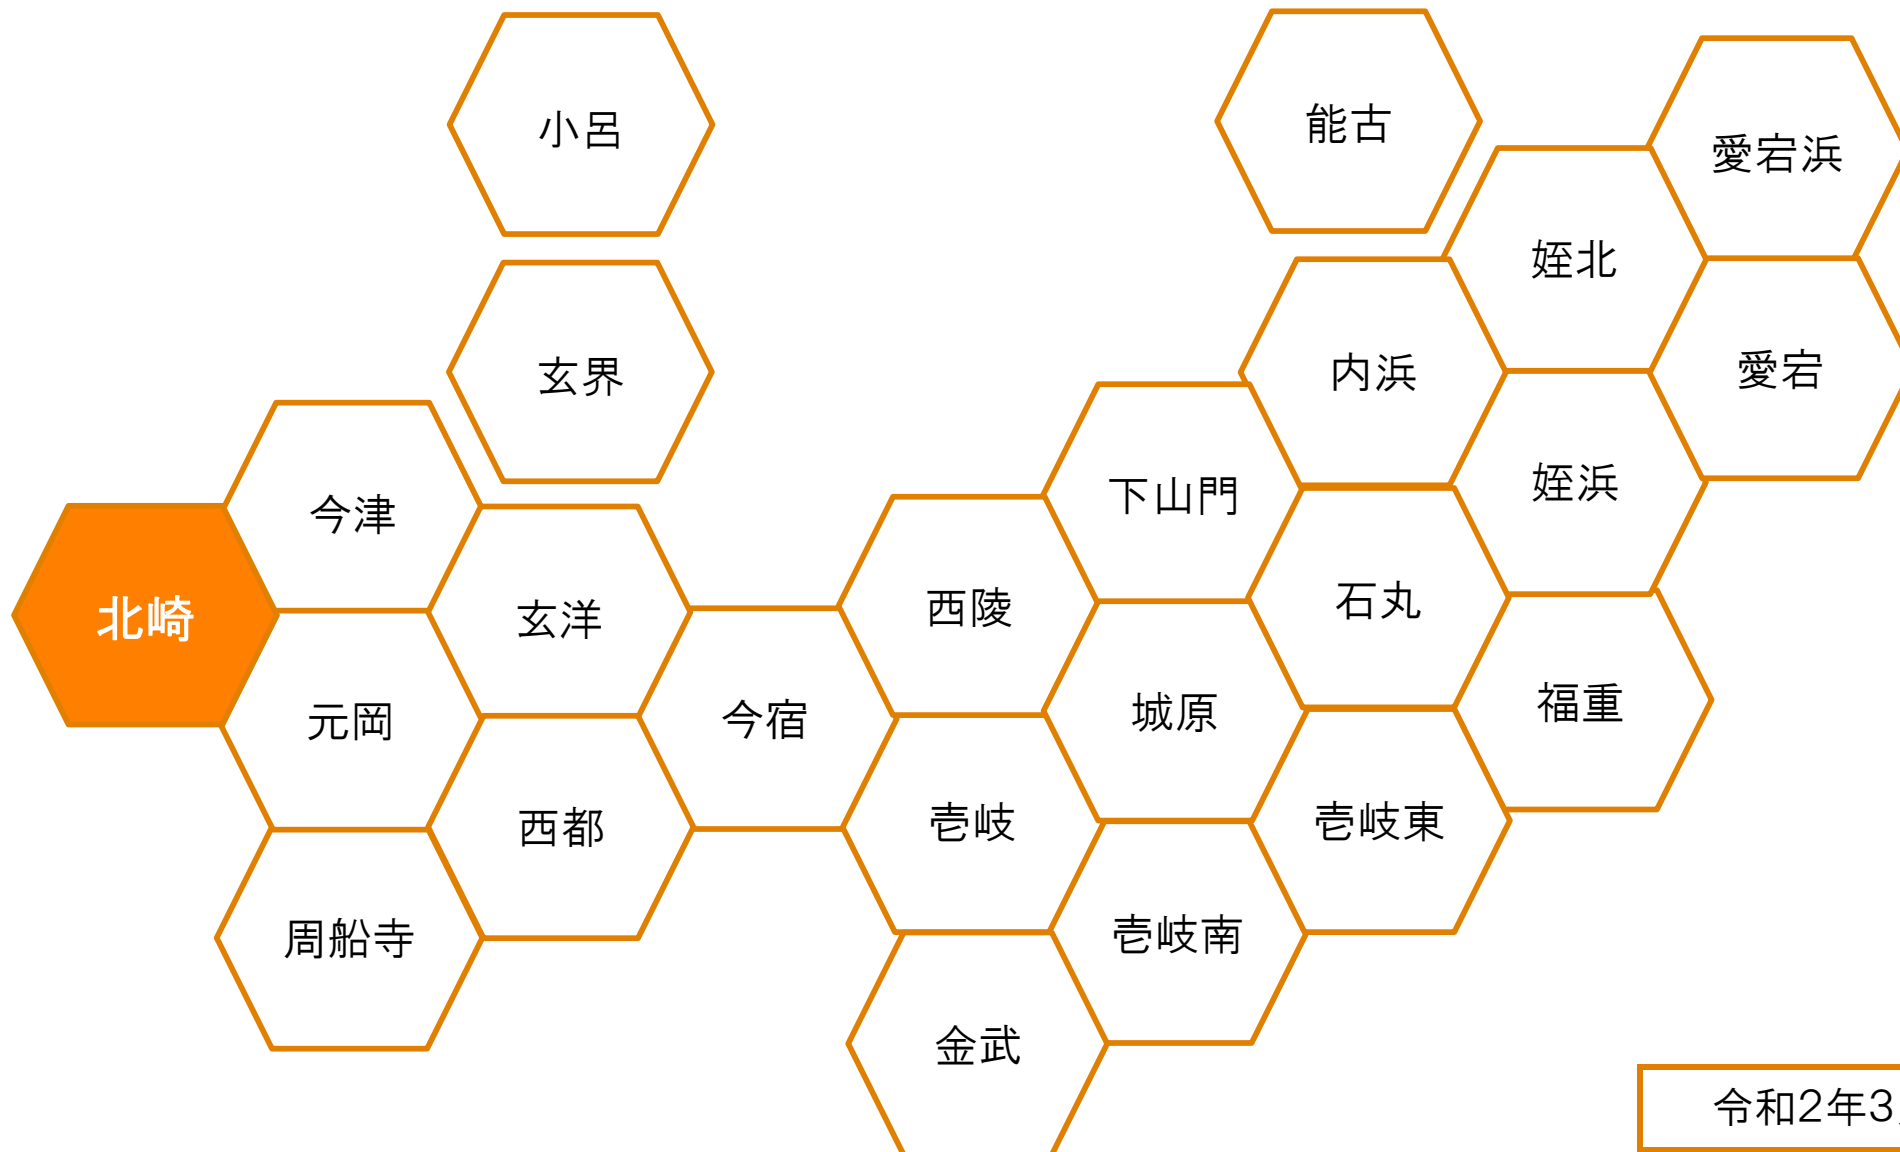 小呂
能古
愛宕浜
姪北
玄界
内浜
愛宕
今津
下山門
姪浜
北崎
玄洋
西陵
石丸
元岡
今宿
城原
福重
西都
壱岐
壱岐東
周船寺
壱岐南
金武
令和2年3